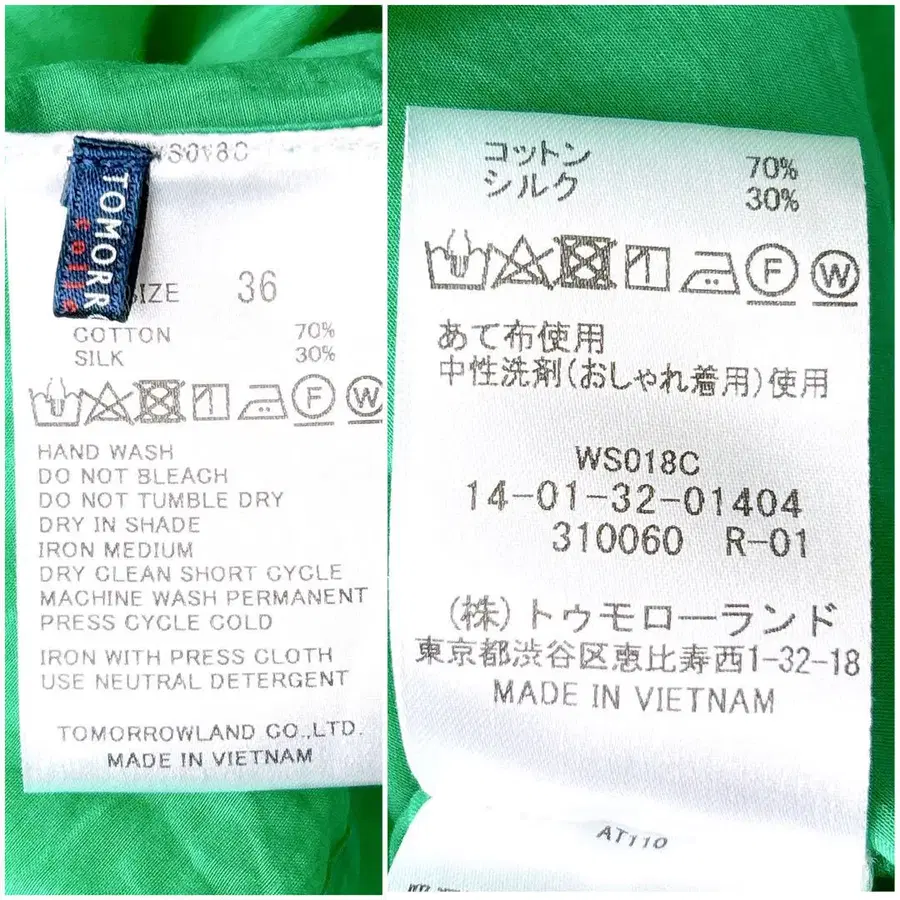 WS018C
TOMORR
colle
SIZE 36
COTTON 70%
SILK 30%
F W
HAND WASH
DO NOT BLEACH
DO NOT TUMBLE DRY
DRY IN SHADE
IRON MEDIUM
DRY CLEAN SHORT CYCLE
MACHINE WASH PERMANENT
PRESS CYCLE COLD
IRON WITH PRESS CLOTH
USE NEUTRAL DETERGENT
TOMORROWLAND CO.,LTD.
MADE IN VIETNAM
コットン 70%
シルク 30%
F W
あて布使用
中性洗剤(おしゃれ着用)使用
WS018C
14-01-32-01404
310060 R-01
(株)トゥモローランド
東京都渋谷区恵比寿西1-32-18
MADE IN VIETNAM
AT110